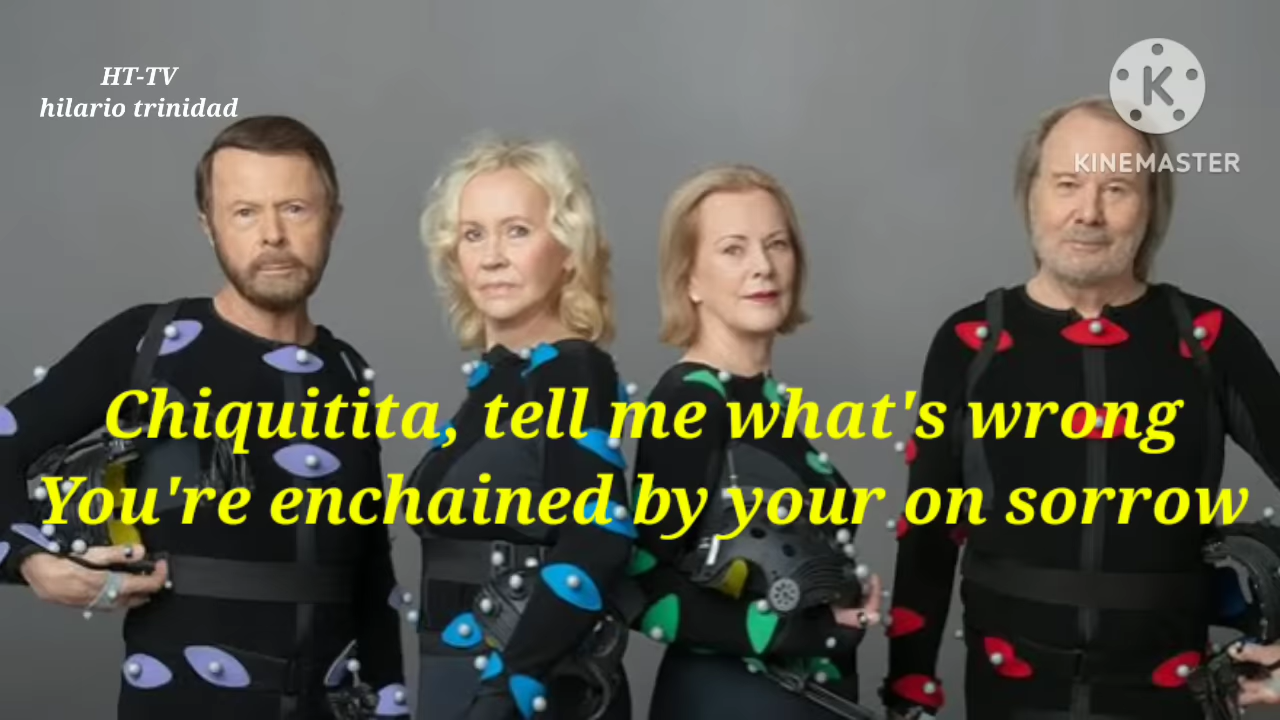 HT-TV
hilario trinidad
KINEMASTER
Chiquitita, tell me what's wrong
You're enchained by your on sorrow